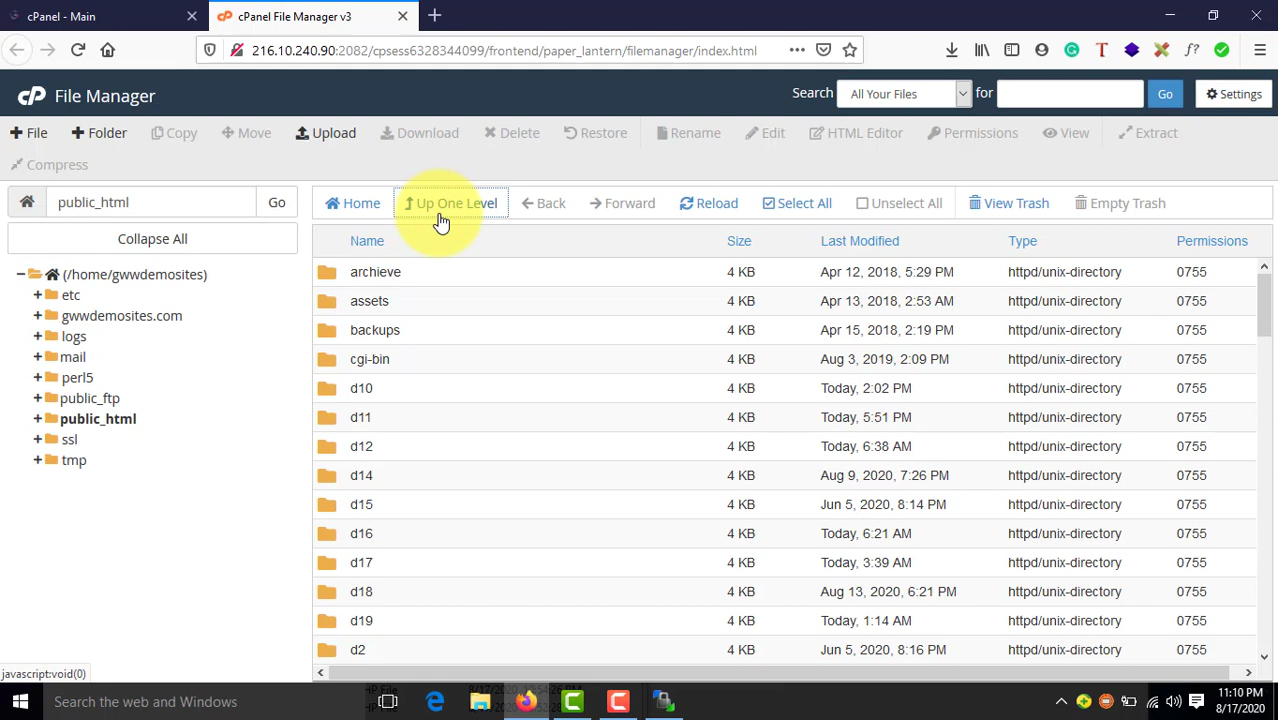 cPanel - Main
cPanel File Manager v3
216.10.240.90:2082/cpsess6328344099/frontend/paper_lantern/filemanager/index.html
cP File Manager
Search All Your Files for Go Settings
File Folder Copy Move Upload Download Delete Restore Rename Edit HTML Editor Permissions View Extract
Compress
public_html Go
Home Up One Level Back Forward Reload Select All Unselect All View Trash Empty Trash
Collapse All
(/home/gwwdemosites)
etc
gwwdemosites.com
logs
mail
perl5
public_ftp
public_html
ssl
tmp
Name Size Last Modified Type Permissions
archieve 4 KB Apr 12, 2018, 5:29 PM httpd/unix-directory 0755
assets 4 KB Apr 13, 2018, 2:53 AM httpd/unix-directory 0755
backups 4 KB Apr 15, 2018, 2:19 PM httpd/unix-directory 0755
cgi-bin 4 KB Aug 3, 2019, 2:09 PM httpd/unix-directory 0755
d10 4 KB Today, 2:02 PM httpd/unix-directory 0755
d11 4 KB Today, 5:51 PM httpd/unix-directory 0755
d12 4 KB Today, 6:38 AM httpd/unix-directory 0755
d14 4 KB Aug 9, 2020, 7:26 PM httpd/unix-directory 0755
d15 4 KB Jun 5, 2020, 8:14 PM httpd/unix-directory 0755
d16 4 KB Today, 6:21 AM httpd/unix-directory 0755
d17 4 KB Today, 3:39 AM httpd/unix-directory 0755
d18 4 KB Aug 13, 2020, 6:21 PM httpd/unix-directory 0755
d19 4 KB Today, 1:14 AM httpd/unix-directory 0755
d2 4 KB Jun 5, 2020, 8:16 PM httpd/unix-directory 0755
javascript:void(0)
Search the web and Windows
11:10 PM
8/17/2020